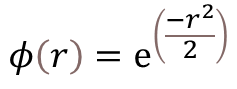 ϕ(r) = e^(−r²/2)